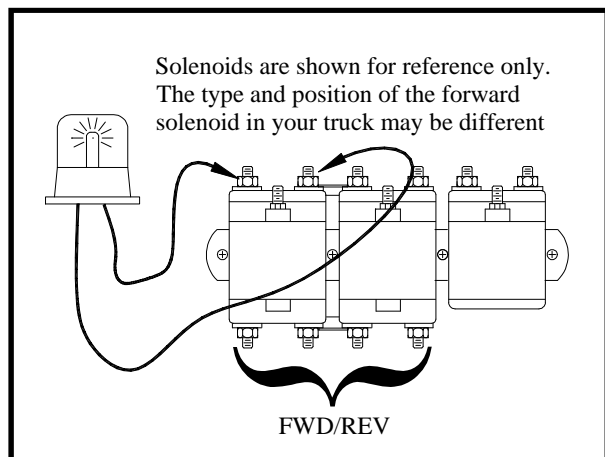 Solenoids are shown for reference only.
The type and position of the forward
solenoid in your truck may be different
FWD/REV